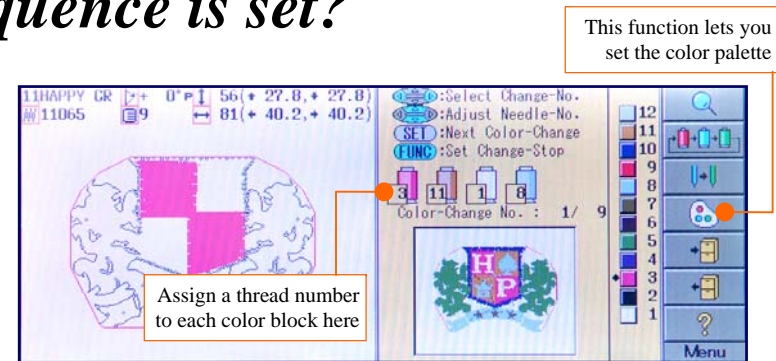 quence is set?
This function lets you
set the color palette
11HAPPY GR + 0° P 56(+ 27.8,+ 27.8)
11065 9 81(+ 40.2,+ 40.2)
:Select Change-No.
:Adjust Needle-No.
SET :Next Color-Change
FUNC :Set Change-Stop
3 11 1 8
Color-Change No. : 1/ 9
H
P
Assign a thread number
to each color block here
12
11
10
9
8
7
6
5
4
3
2
1
?
Menu